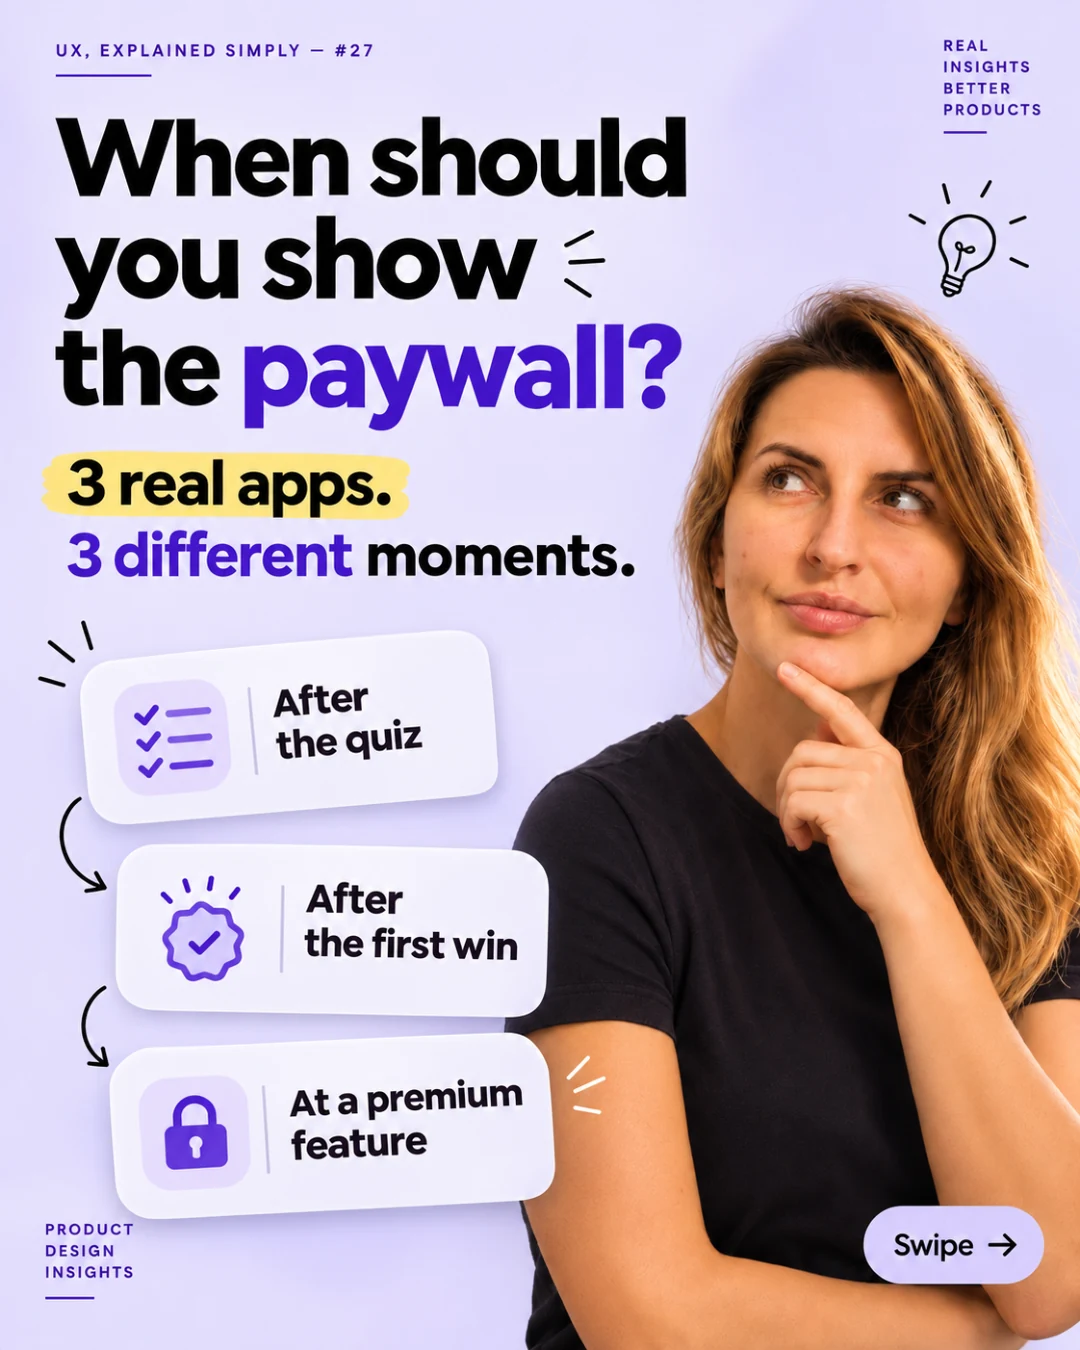 UX, EXPLAINED SIMPLY — #27
REAL
INSIGHTS
BETTER
PRODUCTS
When should
you show
the paywall?
3 real apps.
3 different moments.
After
the quiz
After
the first win
At a premium
feature
PRODUCT
DESIGN
INSIGHTS
Swipe →